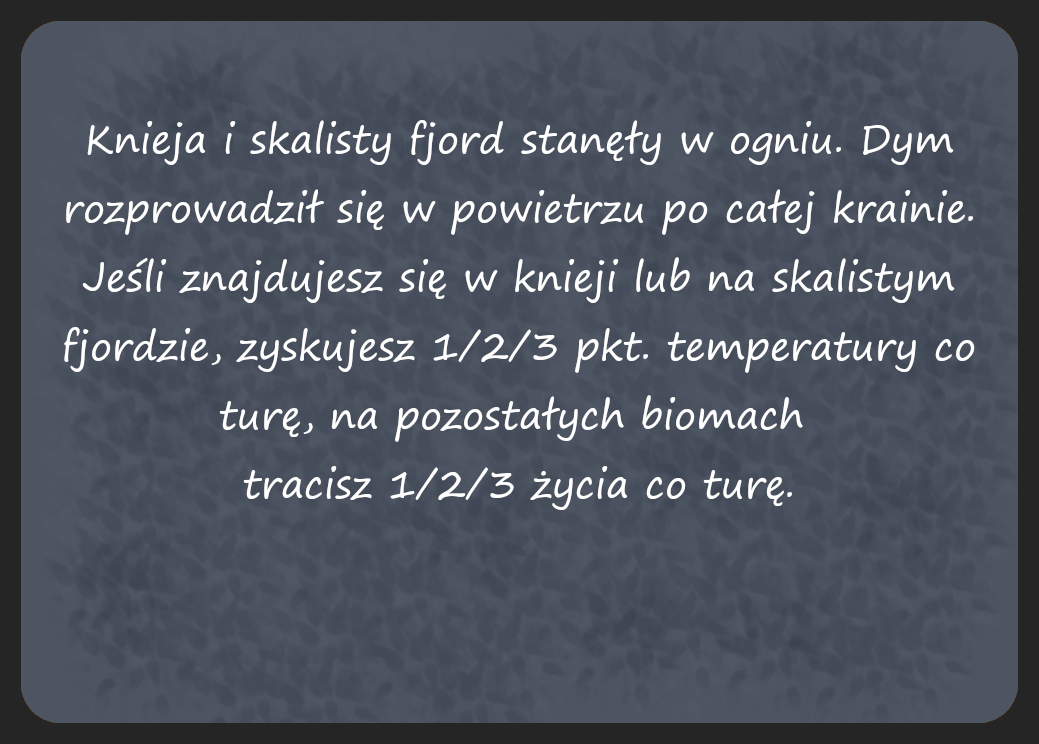 Knieja i skalisty fjord stanęły w ogniu. Dym
rozprowadził się w powietrzu po całej krainie.
Jeśli znajdujesz się w knieji lub na skalistym
fjordzie, zyskujesz 1/2/3 pkt. temperatury co
turę, na pozostałych biomach
tracisz 1/2/3 życia co turę.